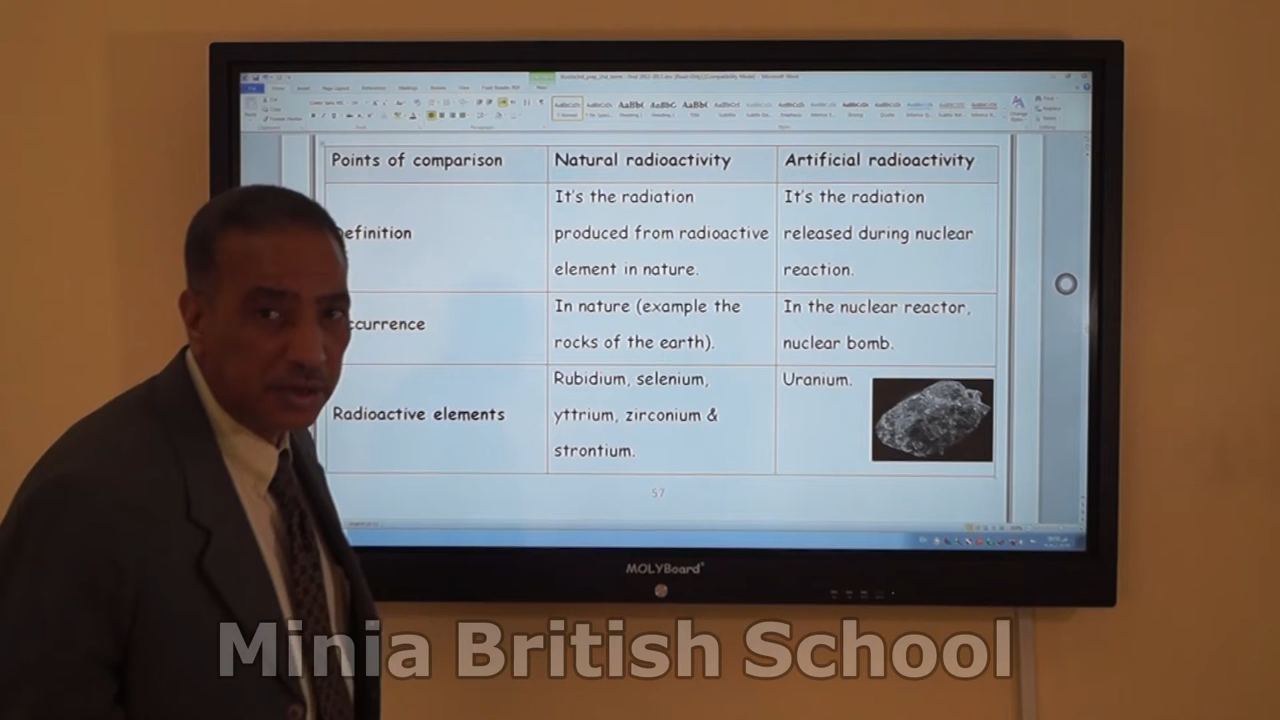 Points of comparison
Natural radioactivity
Artificial radioactivity
efinition
It's the radiation
produced from radioactive
element in nature.
It's the radiation
released during nuclear
reaction.
ccurrence
In nature (example the
rocks of the earth).
In the nuclear reactor,
nuclear bomb.
Radioactive elements
Rubidium, selenium,
yttrium, zirconium &
strontium.
Uranium.
57
MOLYBoard
Minia British School